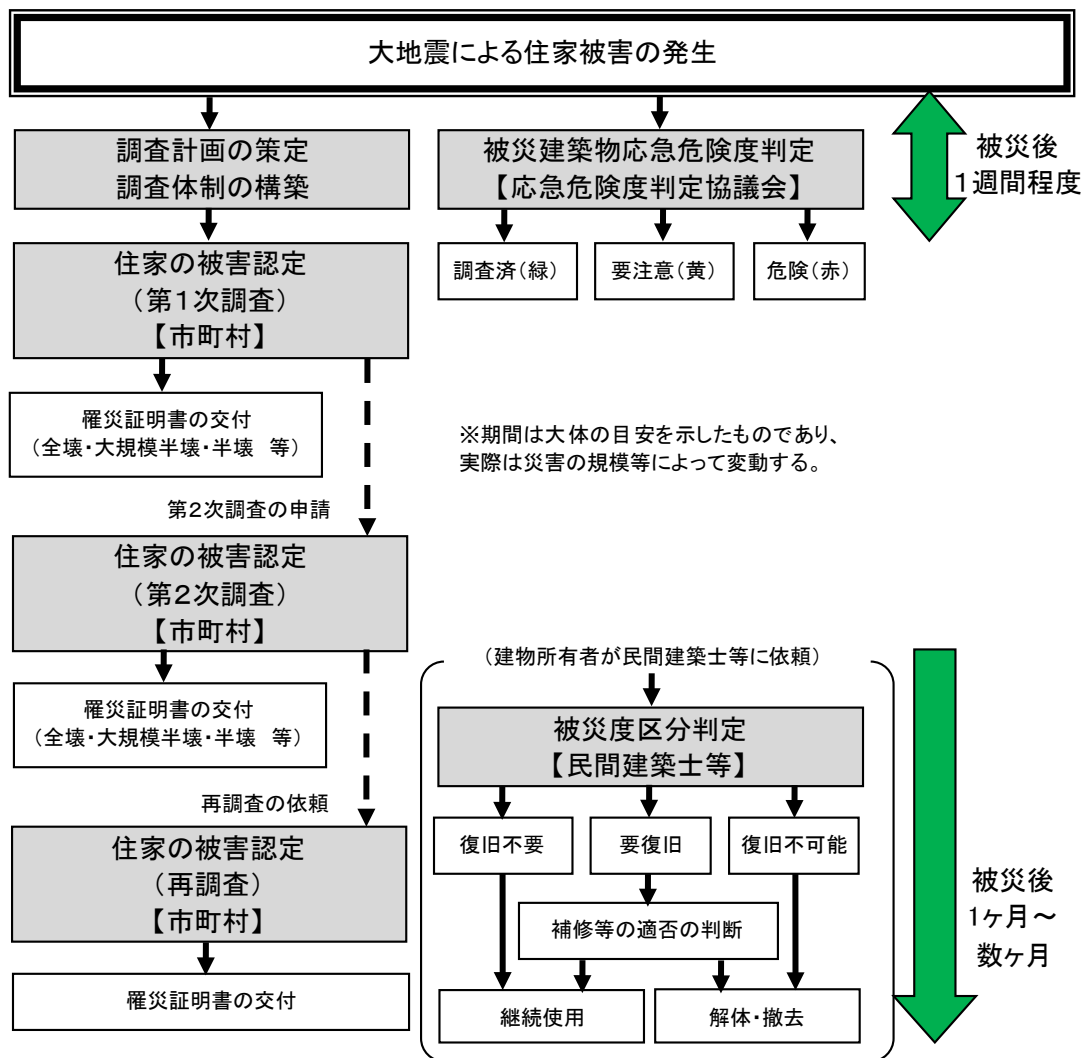 大地震による住家被害の発生
調査計画の策定
調査体制の構築
被災建築物応急危険度判定
【応急危険度判定協議会】
被災後
1週間程度
調査済(緑)
要注意(黄)
危険(赤)
住家の被害認定
(第1次調査)
【市町村】
罹災証明書の交付
(全壊・大規模半壊・半壊 等)
※期間は大体の目安を示したものであり、
実際は災害の規模等によって変動する。
第2次調査の申請
住家の被害認定
(第2次調査)
【市町村】
罹災証明書の交付
(全壊・大規模半壊・半壊 等)
再調査の依頼
住家の被害認定
(再調査)
【市町村】
罹災証明書の交付
(建物所有者が民間建築士等に依頼)
被災度区分判定
【民間建築士等】
復旧不要
要復旧
復旧不可能
補修等の適否の判断
継続使用
解体・撤去
被災後
1ヶ月～
数ヶ月